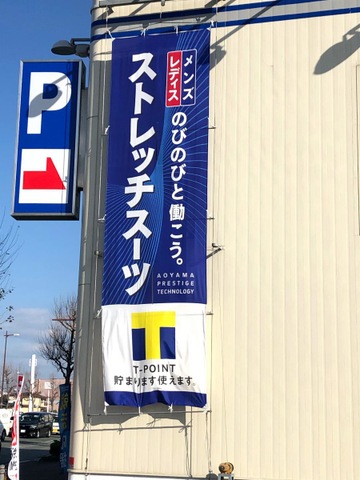 P
メンズ
レディス
のびのびと働こう。
ストレッチスーツ
AOYAMA
PRESTIGE
TECHNOLOGY
T
T-POINT
貯まります使えます